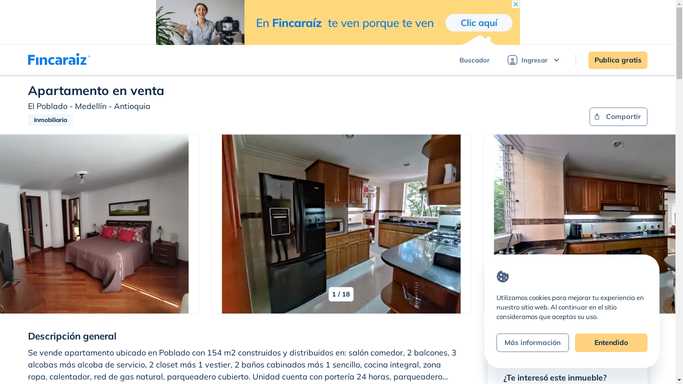 En Fincaraíz te ven porque te ven
Clic aquí
Fincaraíz
Buscador
Ingresar
Publica gratis
Apartamento en venta
El Poblado - Medellín - Antioquia
Inmobiliaria
Compartir
1 / 18
Utilizamos cookies para mejorar tu experiencia en
nuestro sitio web. Al continuar en el sitio
consideramos que aceptas su uso.
Más información
Entendido
Descripción general
Se vende apartamento ubicado en Poblado con 154 m2 construidos y distribuidos en: salón comedor, 2 balcones, 3
alcobas más alcoba de servicio, 2 closet más 1 vestier, 2 baños cabinados más 1 sencillo, cocina integral, zona
ropa, calentador, red de gas natural, parqueadero cubierto. Unidad cuenta con portería 24 horas, parqueadero...
¿Te interesó este inmueble?